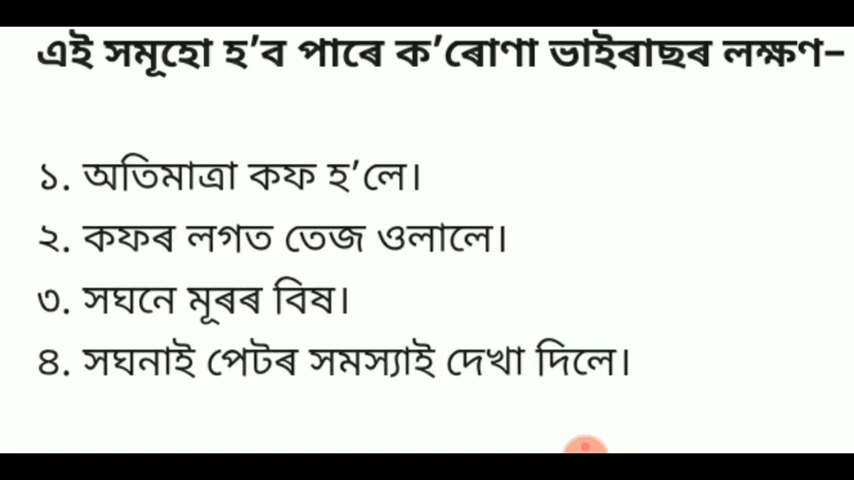 এই সমূহো হ’ব পাৰে ক’ৰোণা ভাইৰাছৰ লক্ষণ–
১. অতিমাত্ৰা কফ হ’লে।
২. কফৰ লগত তেজ ওলালে।
৩. সঘনে মূৰৰ বিষ।
৪. সঘনাই পেটৰ সমস্যাই দেখা দিলে।